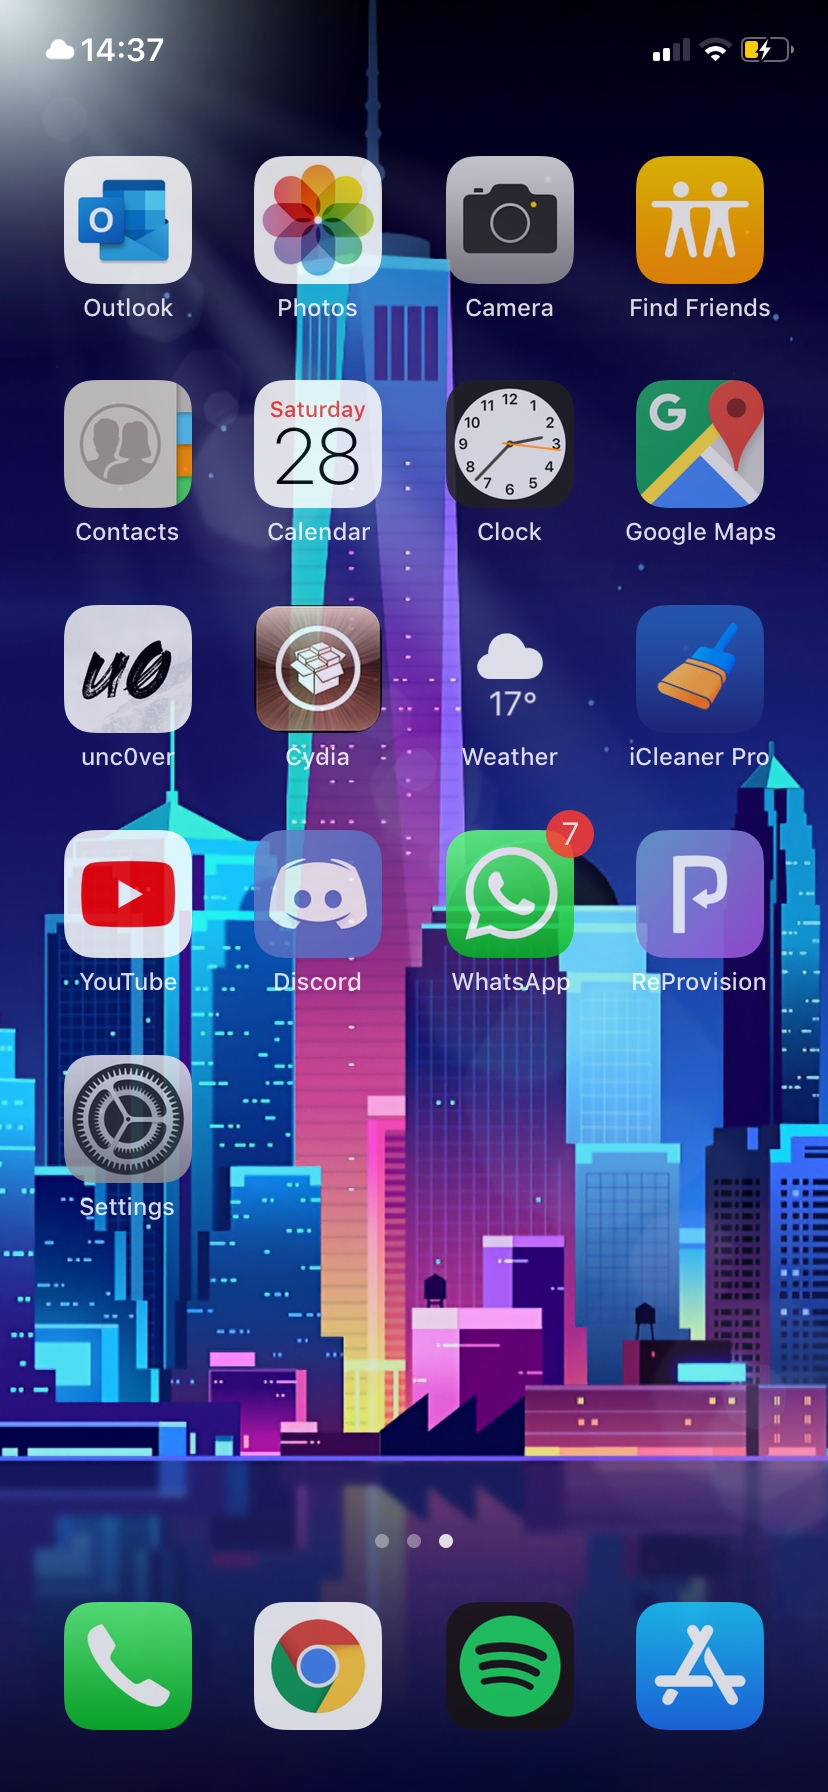 14:37
Outlook
Photos
Camera
Find Friends
Saturday
28
12
11
1
10
2
9
3
8
4
7
5
6
G
Contacts
Calendar
Clock
Google Maps
uO
17°
unc0ver
Cydia
Weather
iCleaner Pro
7
YouTube
Discord
WhatsApp
ReProvision
Settings